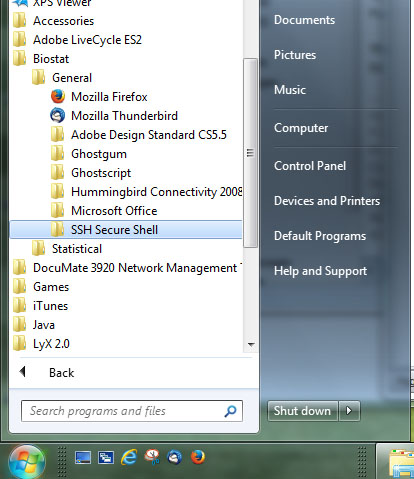 XPS Viewer
Accessories
Adobe LiveCycle ES2
Biostat
General
Mozilla Firefox
Mozilla Thunderbird
Adobe Design Standard CS5.5
Ghostgum
Ghostscript
Hummingbird Connectivity 2008
Microsoft Office
SSH Secure Shell
Statistical
DocuMate 3920 Network Management
Games
iTunes
Java
LyX 2.0
Back
Search programs and files
Documents
Pictures
Music
Computer
Control Panel
Devices and Printers
Default Programs
Help and Support
Shut down